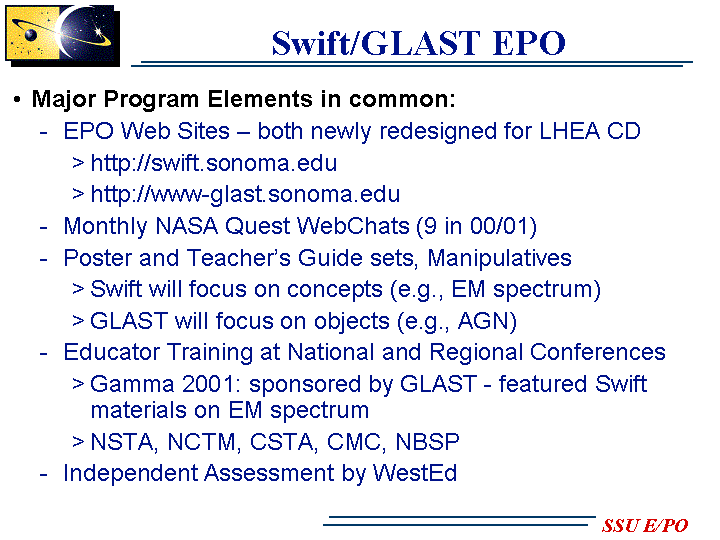 Swift/GLAST EPO
• Major Program Elements in common:
- EPO Web Sites – both newly redesigned for LHEA CD
> http://swift.sonoma.edu
> http://www-glast.sonoma.edu
- Monthly NASA Quest WebChats (9 in 00/01)
- Poster and Teacher's Guide sets, Manipulatives
> Swift will focus on concepts (e.g., EM spectrum)
> GLAST will focus on objects (e.g., AGN)
- Educator Training at National and Regional Conferences
> Gamma 2001: sponsored by GLAST - featured Swift
materials on EM spectrum
> NSTA, NCTM, CSTA, CMC, NBSP
- Independent Assessment by WestEd
SSU E/PO